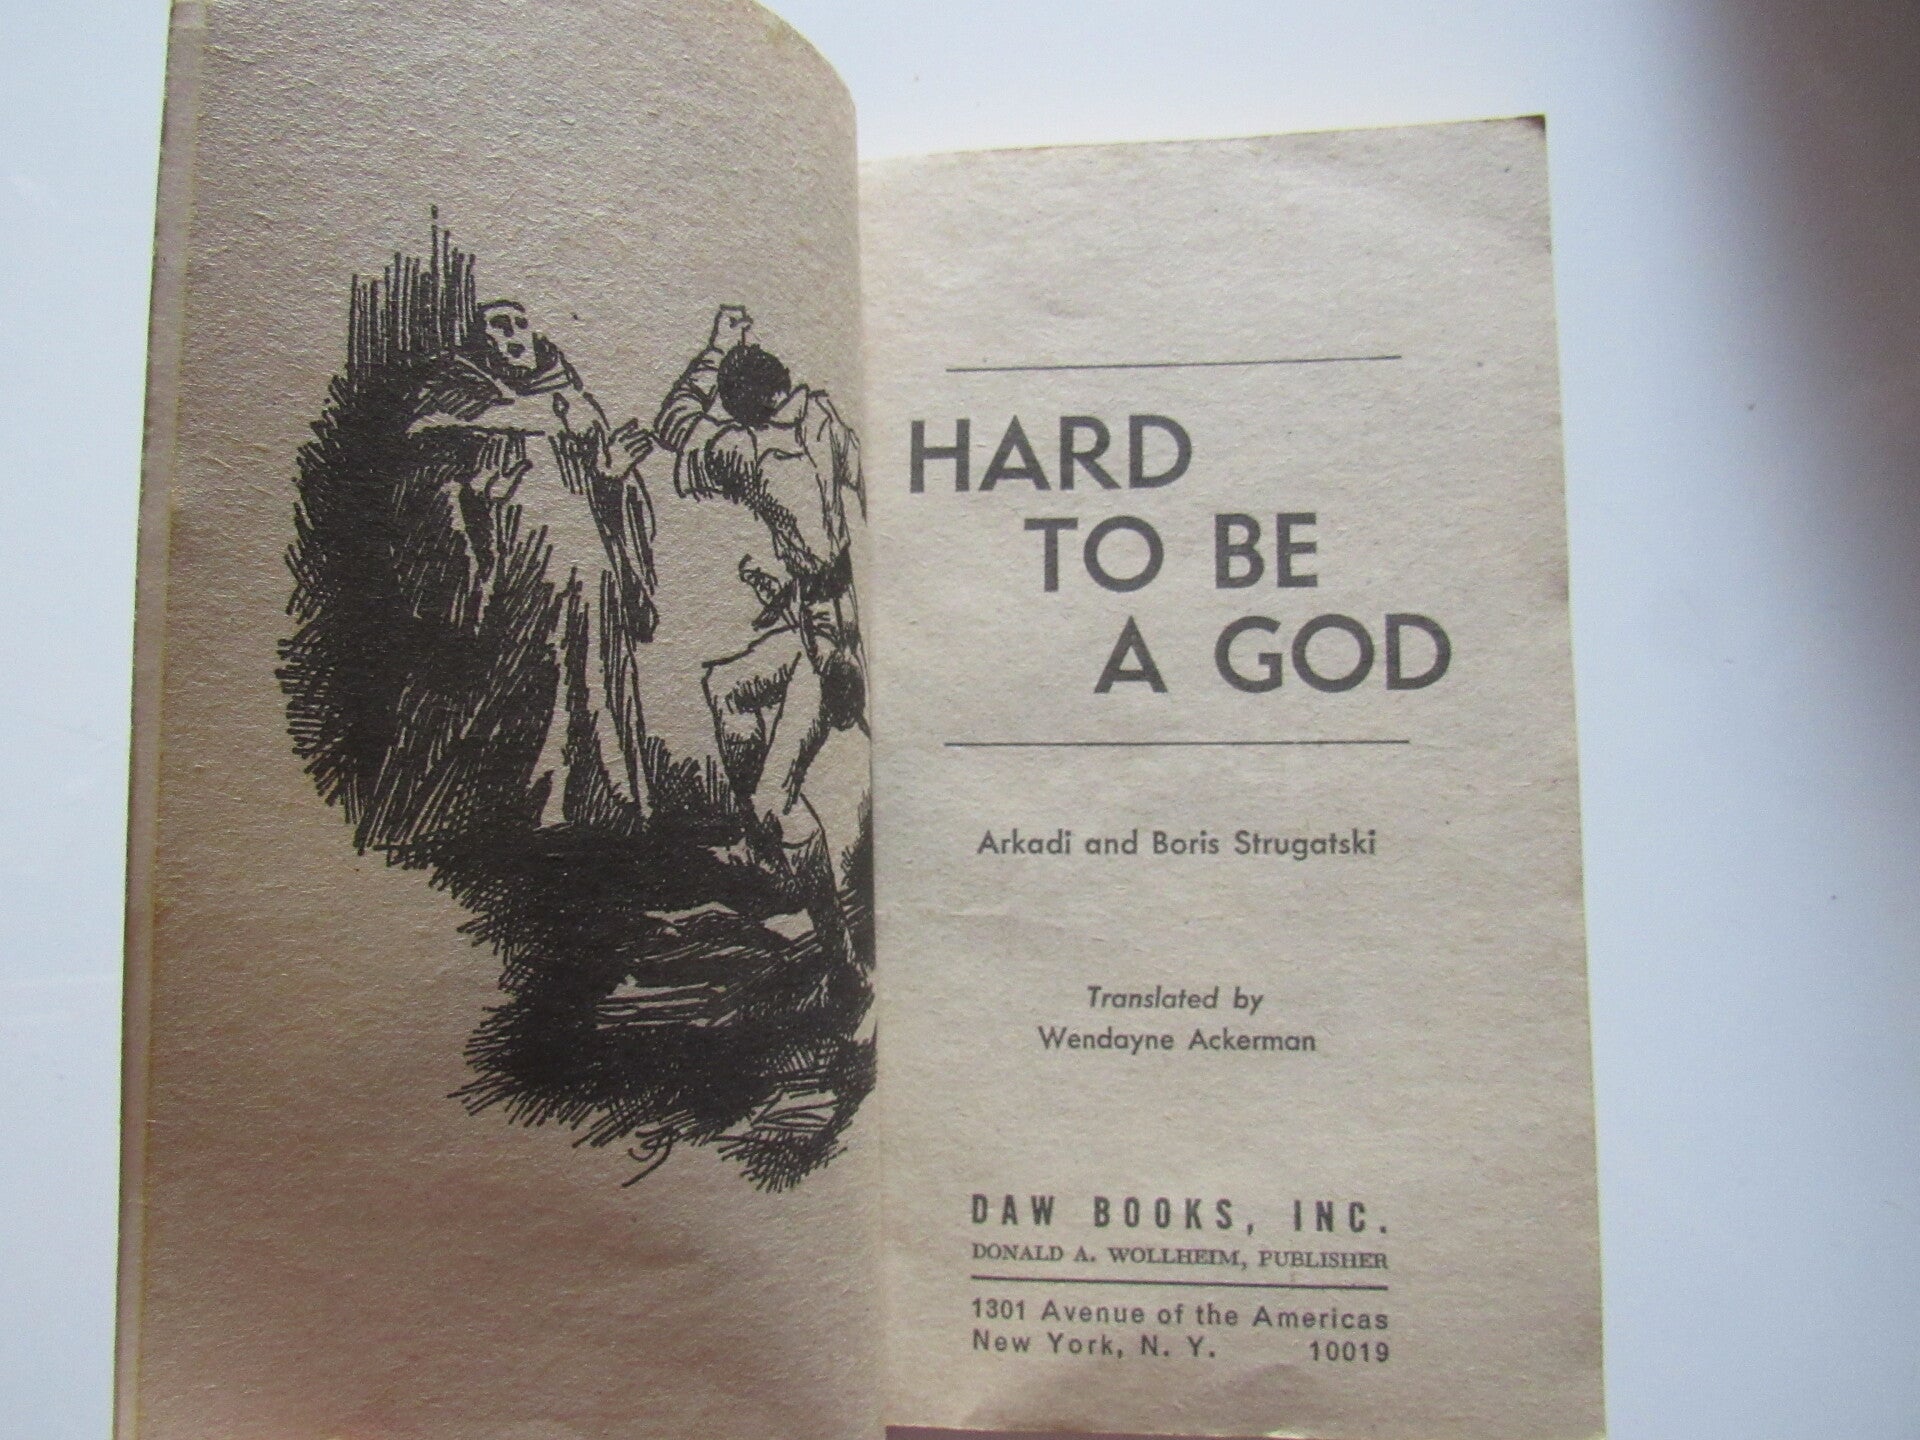 HARD
TO BE
A GOD
Arkadi and Boris Strugatski
Translated by
Wendayne Ackerman
DAW BOOKS, INC.
DONALD A. WOLLHEIM, PUBLISHER
1301 Avenue of the Americas
New York, N. Y. 10019